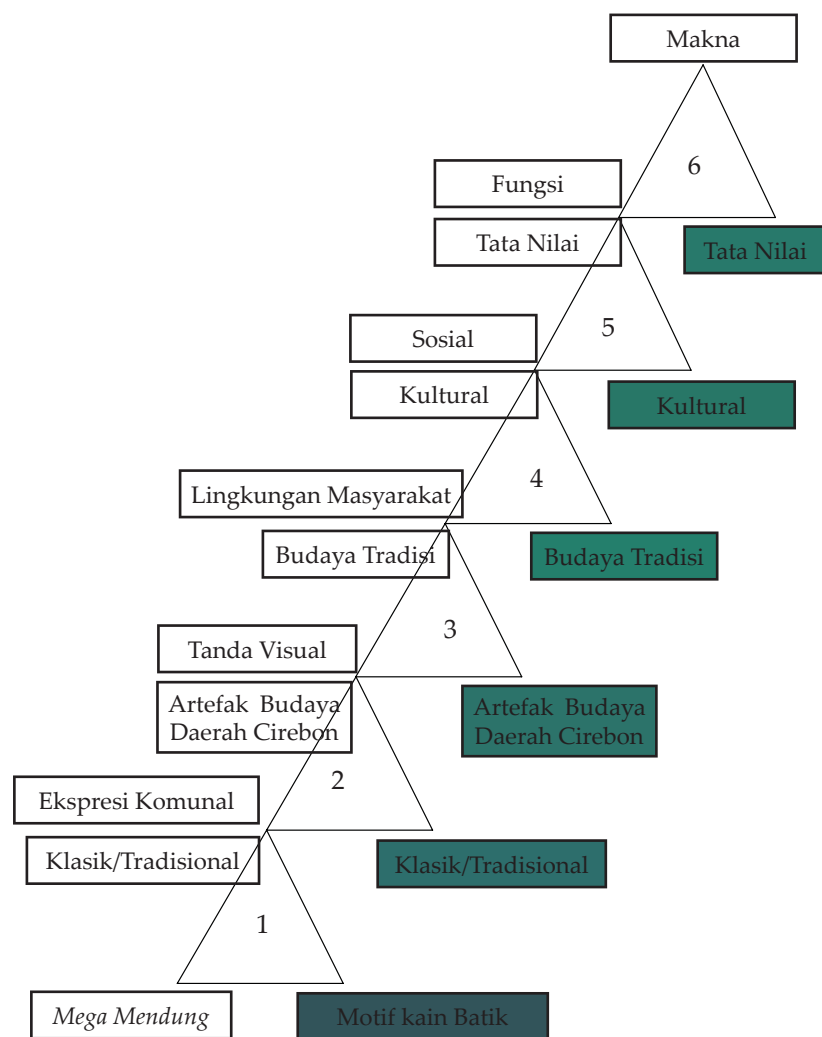 Makna
6
Fungsi
Tata Nilai
Tata Nilai
5
Sosial
Kultural
Kultural
4
Lingkungan Masyarakat
Budaya Tradisi
Budaya Tradisi
3
Tanda Visual
Artefak Budaya
Daerah Cirebon
Artefak Budaya
Daerah Cirebon
2
Ekspresi Komunal
Klasik/Tradisional
Klasik/Tradisional
1
Mega Mendung
Motif kain Batik